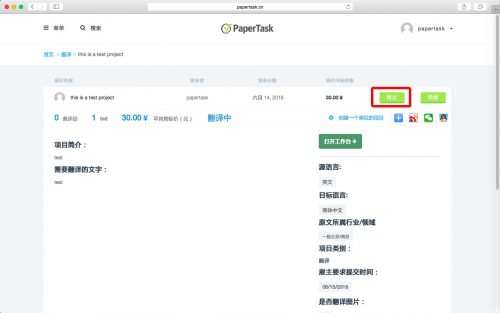 papertask.cn
菜单
搜索
PaperTask
papertask
首页 > 翻译 > this is a test project
项目名称 发布者 发布日期 项目中标价格
this is a test project papertask 六月 14, 2016 30.00 ¥ 停止 完成
0 条评论 1 bid 30.00 ¥ 平均竞标价 ( 元 ) 翻译中 创建一个类似的项目
打开工作台
项目简介：
test
需要翻译的文字：
test
源语言:
英文
目标语言:
简体中文
原文所属行业/领域
一般业务/商务
项目类别：
翻译
雇主要求提交时间：
06/15/2016
是否翻译图片：